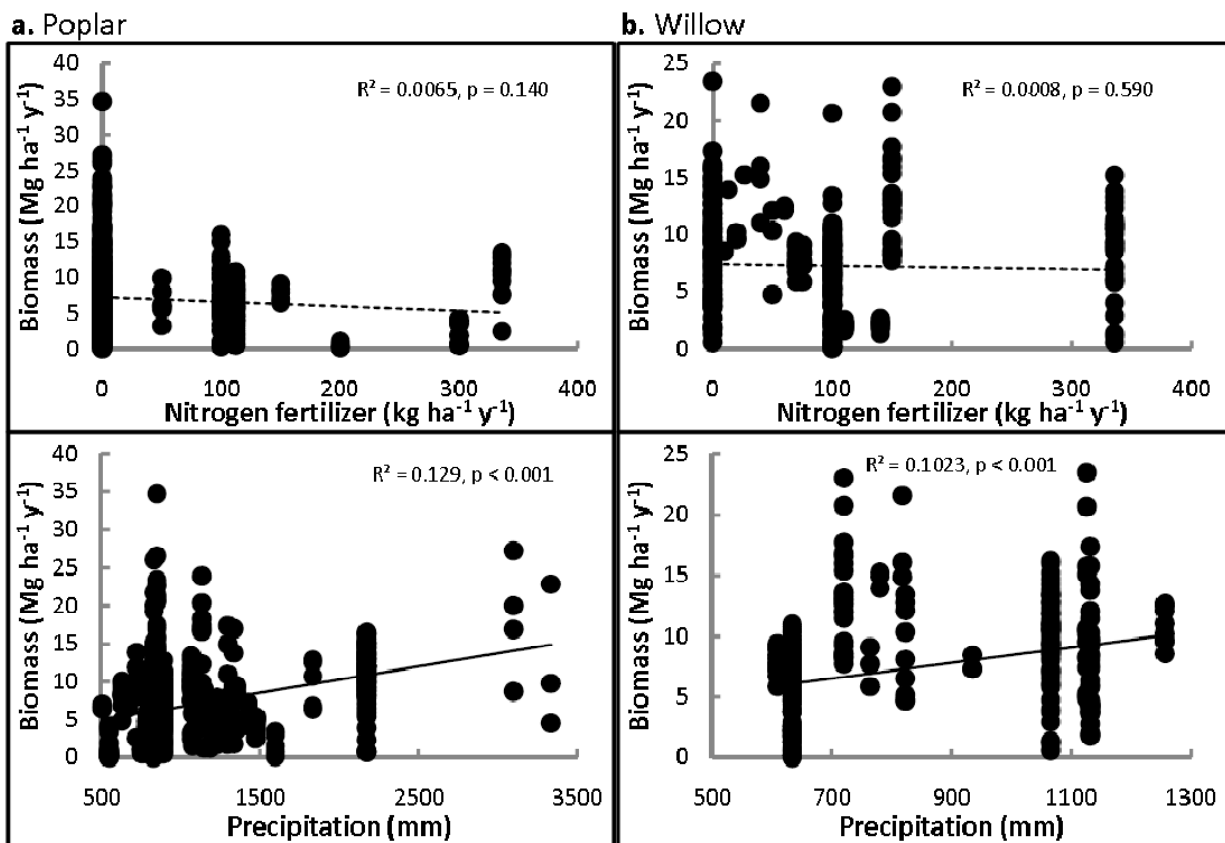 a. Poplar
40
35
30
25
20
15
10
5
0
Biomass (Mg ha⁻¹ y⁻¹)
R² = 0.0065, p = 0.140
0 100 200 300 400
Nitrogen fertilizer (kg ha⁻¹ y⁻¹)
b. Willow
25
20
15
10
5
0
Biomass (Mg ha⁻¹ y⁻¹)
R² = 0.0008, p = 0.590
0 100 200 300 400
Nitrogen fertilizer (kg ha⁻¹ y⁻¹)
40
35
30
25
20
15
10
5
0
Biomass (Mg ha⁻¹ y⁻¹)
R² = 0.129, p < 0.001
500 1500 2500 3500
Precipitation (mm)
25
20
15
10
5
0
Biomass (Mg ha⁻¹ y⁻¹)
R² = 0.1023, p < 0.001
500 700 900 1100 1300
Precipitation (mm)